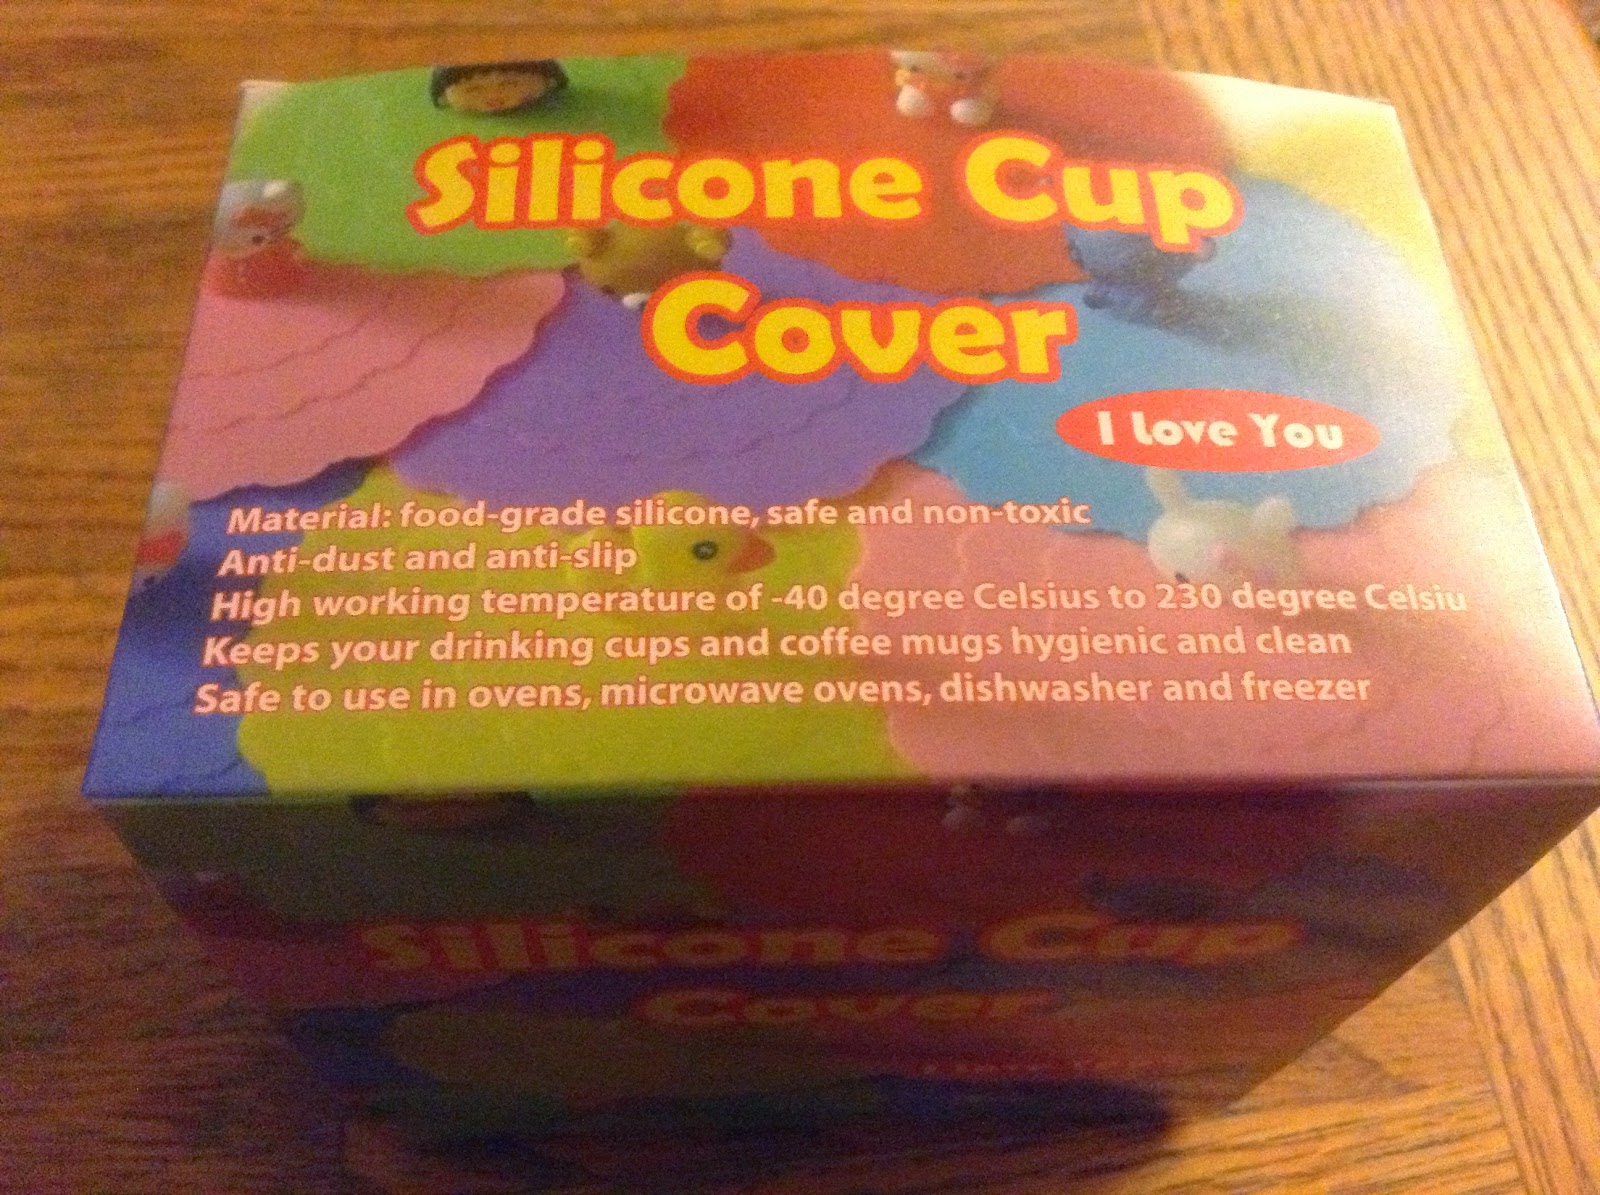 Silicone Cup
Cover
I Love You
Material: food-grade silicone, safe and non-toxic
Anti-dust and anti-slip
High working temperature of -40 degree Celsius to 230 degree Celsiu
Keeps your drinking cups and coffee mugs hygienic and clean
Safe to use in ovens, microwave ovens, dishwasher and freezer
Silicone Cup
Cover